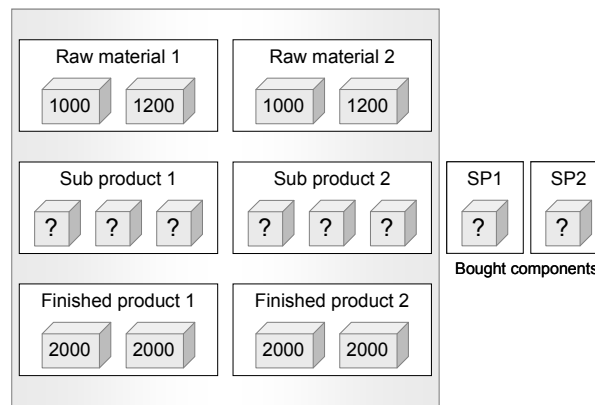 Raw material 1
Raw material 2
1000 1200
1000 1200
Sub product 1
Sub product 2
SP1
SP2
? ? ?
? ? ?
?
?
Bought components
Finished product 1
Finished product 2
2000 2000
2000 2000